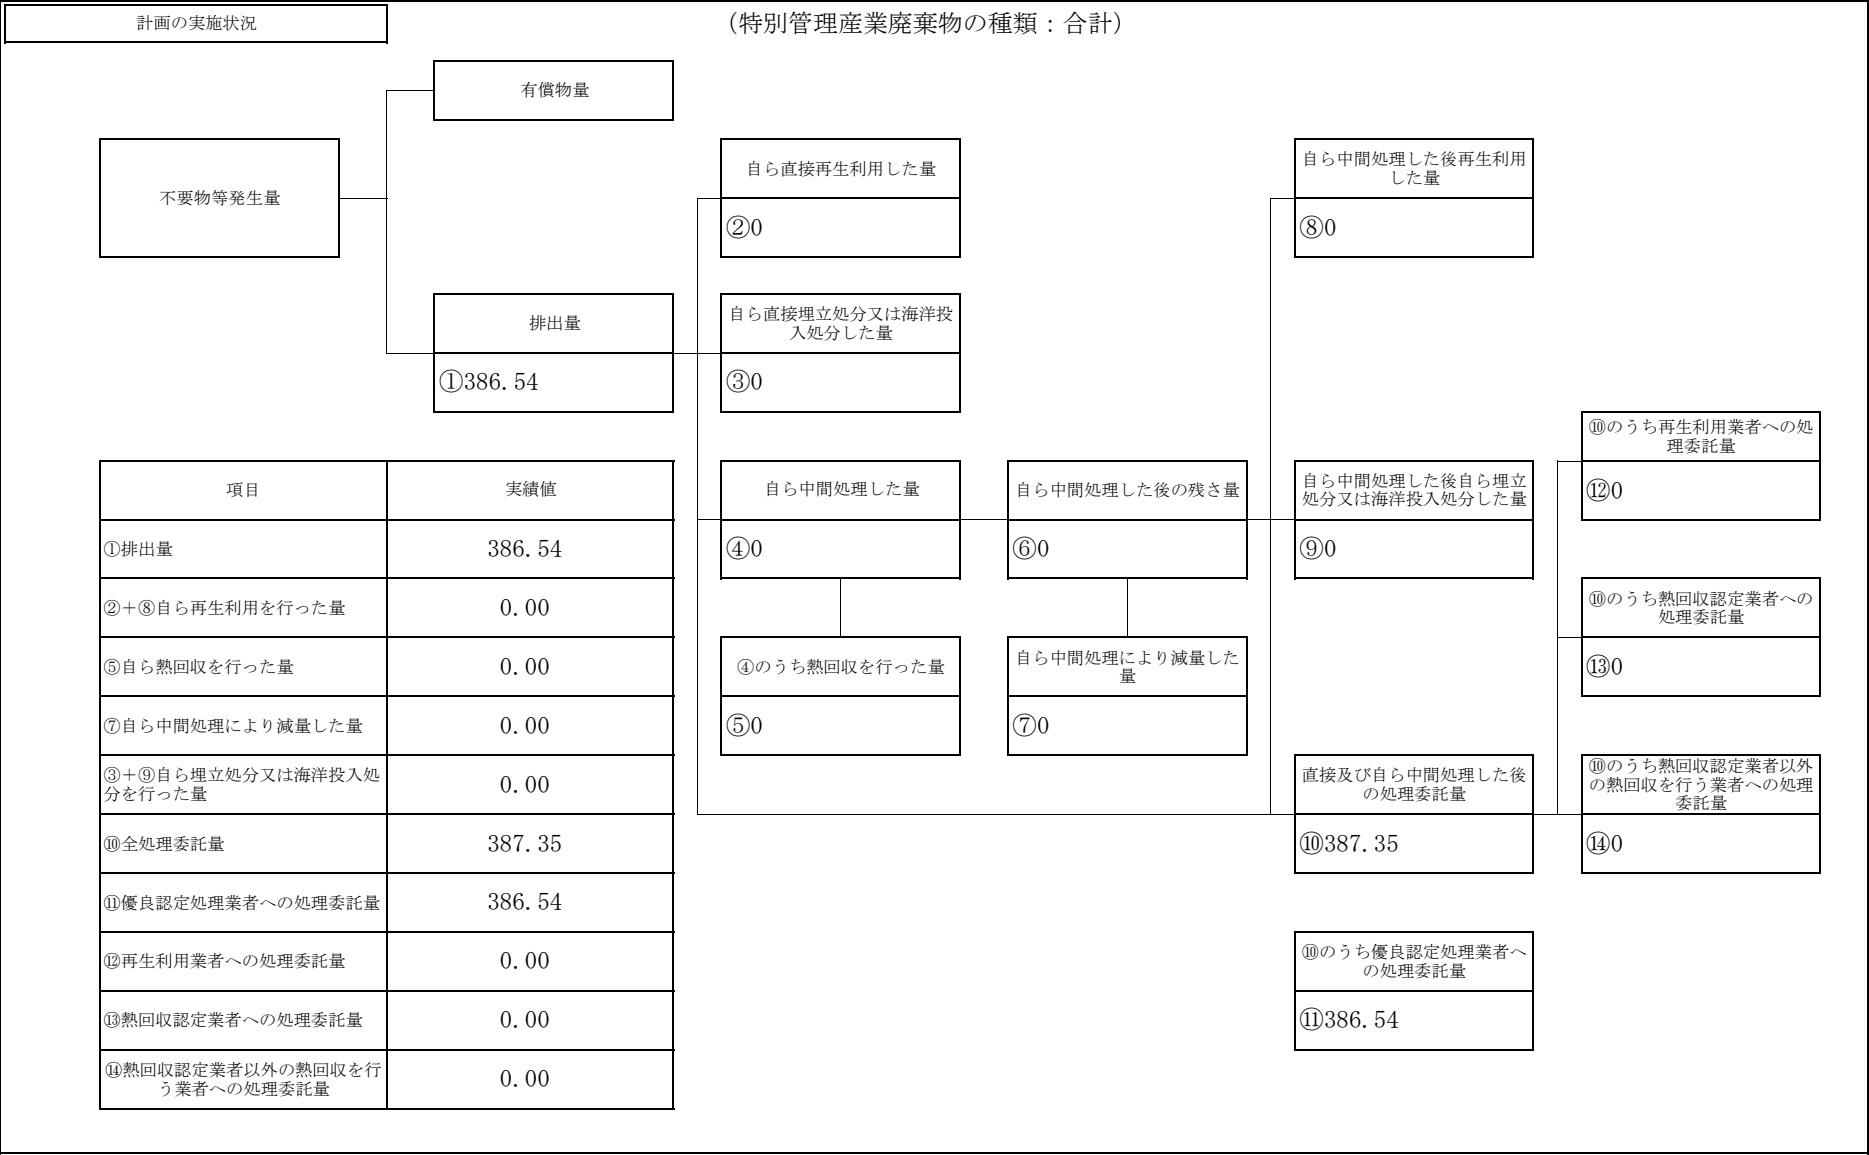 計画の実施状況
（特別管理産業廃棄物の種類：合計）
有償物量
不要物等発生量
自ら直接再生利用した量
②0
自ら中間処理した後再生利用
した量
⑧0
排出量
①386.54
自ら直接埋立処分又は海洋投
入処分した量
③0
⑩のうち再生利用業者への処
理委託量
⑫0
項目
実績値
①排出量
386.54
②＋⑧自ら再生利用を行った量
0.00
⑤自ら熱回収を行った量
0.00
⑦自ら中間処理により減量した量
0.00
③＋⑨自ら埋立処分又は海洋投入処
分を行った量
0.00
⑩全処理委託量
387.35
⑪優良認定処理業者への処理委託量
386.54
⑫再生利用業者への処理委託量
0.00
⑬熱回収認定業者への処理委託量
0.00
⑭熱回収認定業者以外の熱回収を行
う業者への処理委託量
0.00
自ら中間処理した量
④0
自ら中間処理した後の残さ量
⑥0
自ら中間処理した後自ら埋立
処分又は海洋投入処分した量
⑨0
④のうち熱回収を行った量
⑤0
自ら中間処理により減量した
量
⑦0
⑩のうち熱回収認定業者への
処理委託量
⑬0
直接及び自ら中間処理した後
の処理委託量
⑩387.35
⑩のうち熱回収認定業者以外
の熱回収を行う業者への処理
委託量
⑭0
⑩のうち優良認定処理業者へ
の処理委託量
⑪386.54